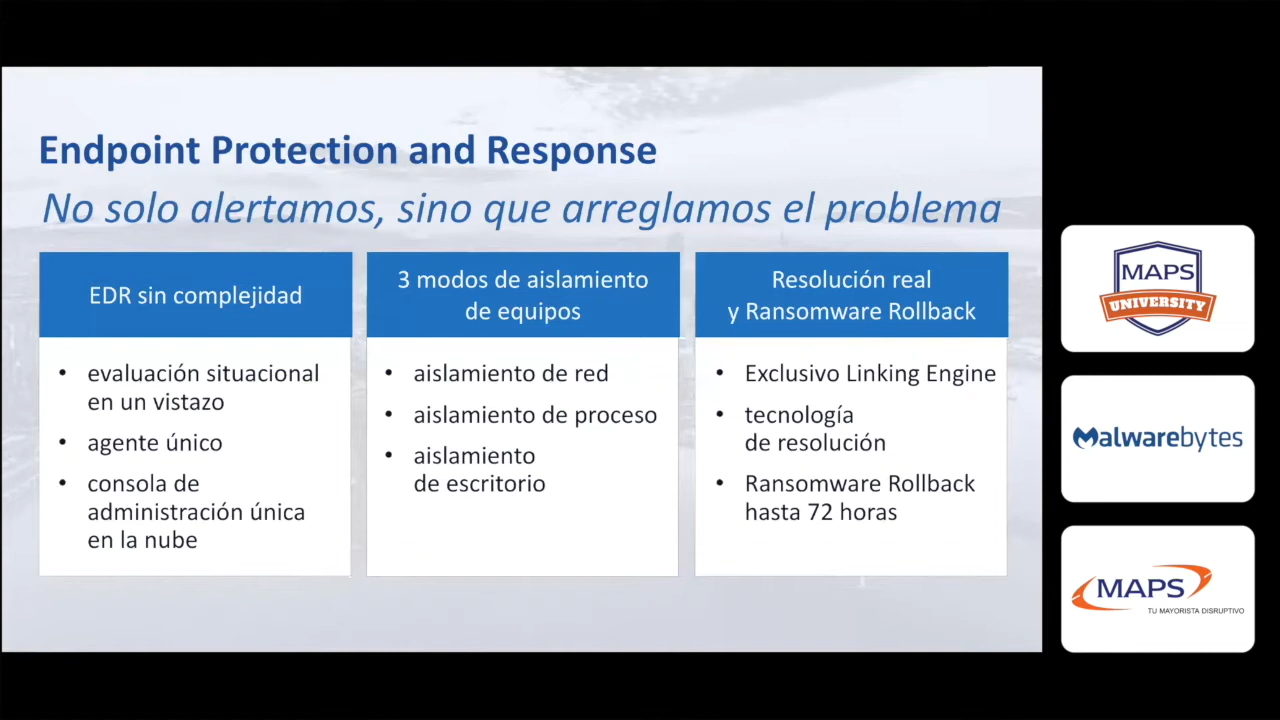 Endpoint Protection and Response
No solo alertamos, sino que arreglamos el problema
EDR sin complejidad
• evaluación situacional
en un vistazo
• agente único
• consola de
administración única
en la nube
3 modos de aislamiento
de equipos
• aislamiento de red
• aislamiento de proceso
• aislamiento
de escritorio
Resolución real
y Ransomware Rollback
• Exclusivo Linking Engine
• tecnología
de resolución
• Ransomware Rollback
hasta 72 horas
MAPS
UNIVERSITY
Malwarebytes
MAPS
TU MAYORISTA DISRUPTIVO